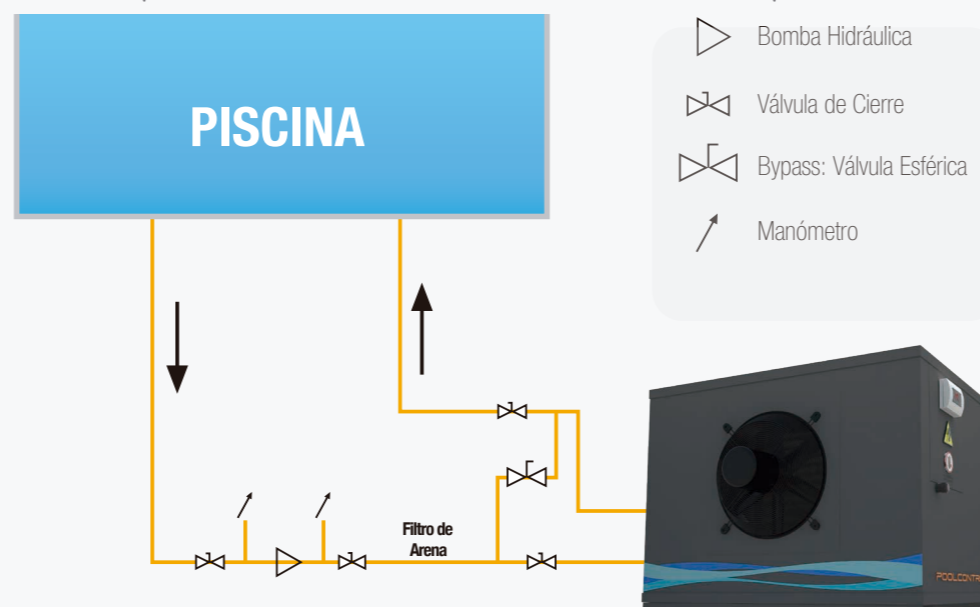 PISCINA
Bomba Hidráulica
Válvula de Cierre
Bypass: Válvula Esférica
Manómetro
Filtro de
Arena